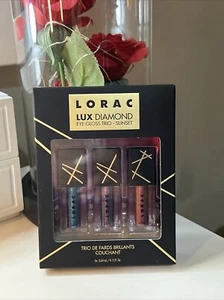 LORAC
LUX DIAMOND
EYE GLOSS TRIO - SUNSET
TRIO DE FARDS BRILLANTS
COUCHANT